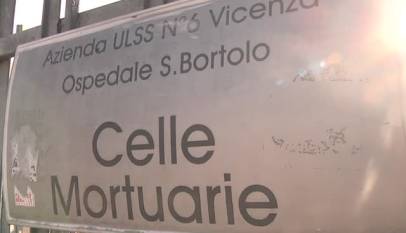 Azienda ULSS N°6 Vicenza
Ospedale S.Bortolo
Celle
Mortuarie